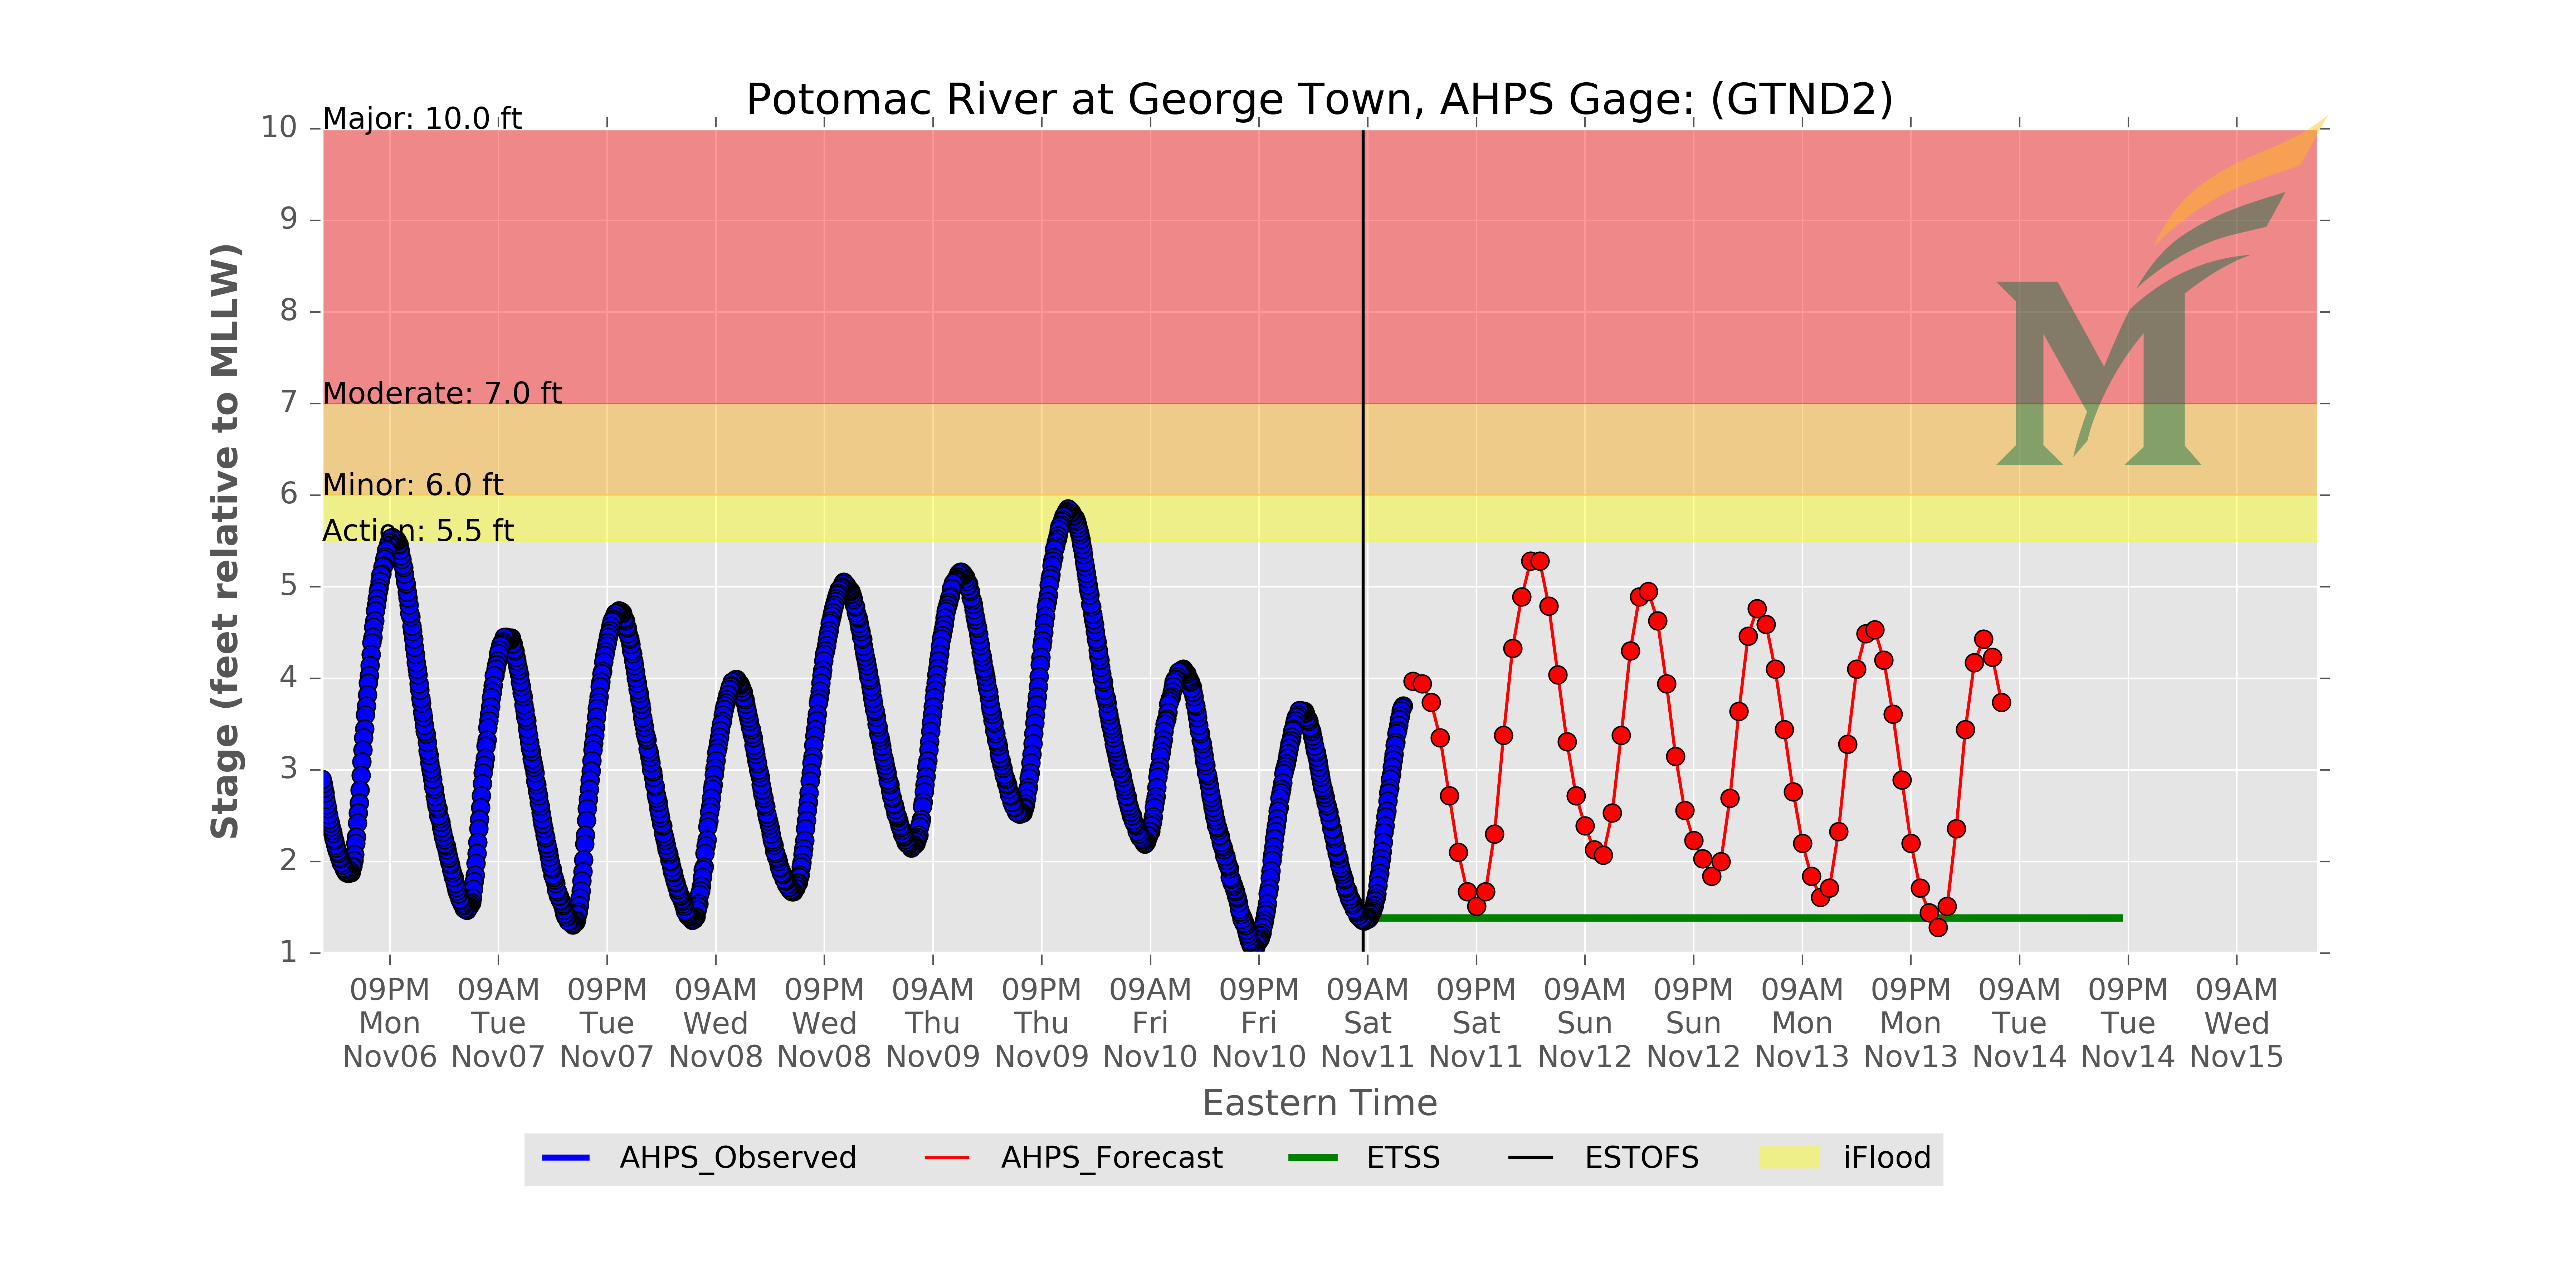 Potomac River at George Town, AHPS Gage: (GTND2)
Major: 10.0 ft
Moderate: 7.0 ft
Minor: 6.0 ft
Action: 5.5 ft
Stage (feet relative to MLLW)
10
9
8
7
6
5
4
3
2
1
09PM 09AM 09PM 09AM 09PM 09AM 09PM 09AM 09PM 09AM 09PM 09AM 09PM 09AM 09PM 09AM 09PM 09AM
Mon Tue Tue Wed Wed Thu Thu Fri Fri Sat Sat Sun Sun Mon Mon Tue Tue Wed
Nov06 Nov07 Nov07 Nov08 Nov08 Nov09 Nov09 Nov10 Nov10 Nov11 Nov11 Nov12 Nov12 Nov13 Nov13 Nov14 Nov14 Nov15
Eastern Time
AHPS_Observed AHPS_Forecast ETSS ESTOFS iFlood
M